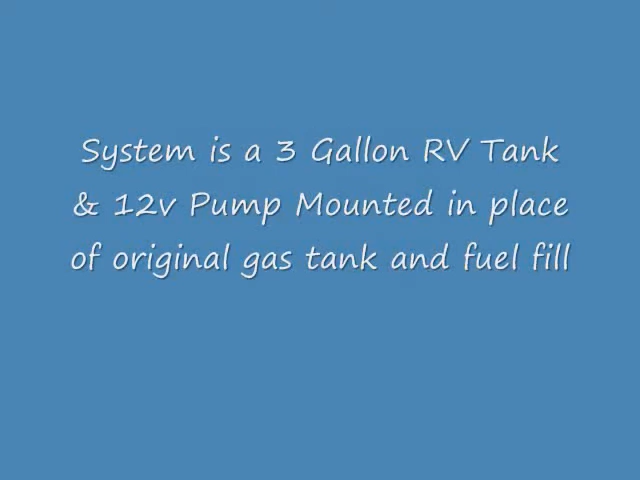 System is a 3 Gallon RV Tank
& 12v Pump Mounted in place
of original gas tank and fuel fill